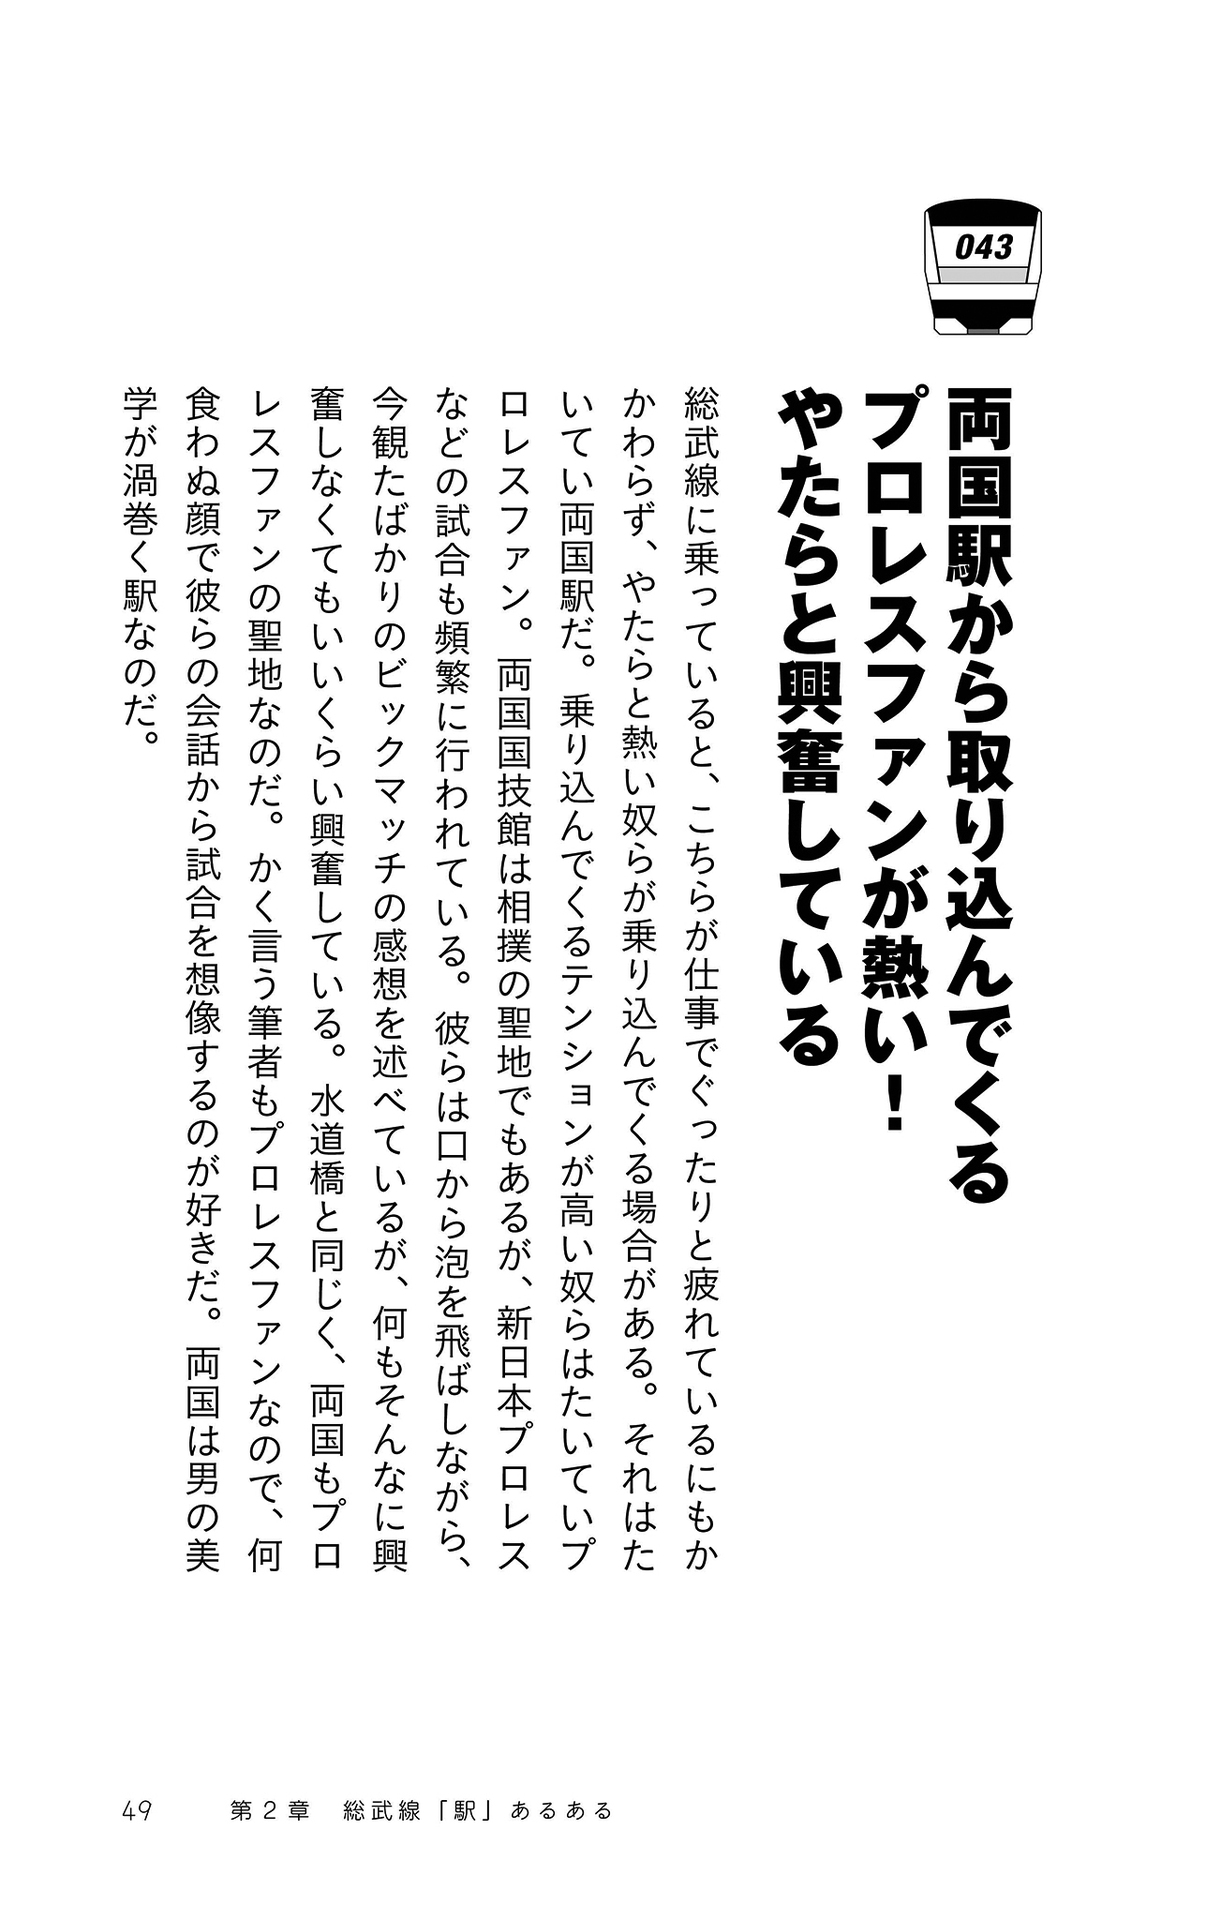 043
両国駅から取り込んでくる
プロレスファンが熱い！
やたらと興奮している
総武線に乗っていると、こちらが仕事でぐったりと疲れているにもか
かわらず、やたらと熱い奴らが乗り込んでくる場合がある。それはた
いてい両国駅だ。乗り込んでくるテンションが高い奴らはたいていプ
ロレスファン。両国国技館は相撲の聖地でもあるが、新日本プロレス
などの試合も頻繁に行われている。彼らは口から泡を飛ばしながら、
今観たばかりのビックマッチの感想を述べているが、何もそんなに興
奮しなくてもいいくらい興奮している。水道橋と同じく、両国もプロ
レスファンの聖地なのだ。かく言う筆者もプロレスファンなので、何
食わぬ顔で彼らの会話から試合を想像するのが好きだ。両国は男の美
学が渦巻く駅なのだ。
49　第2章　総武線「駅」あるある